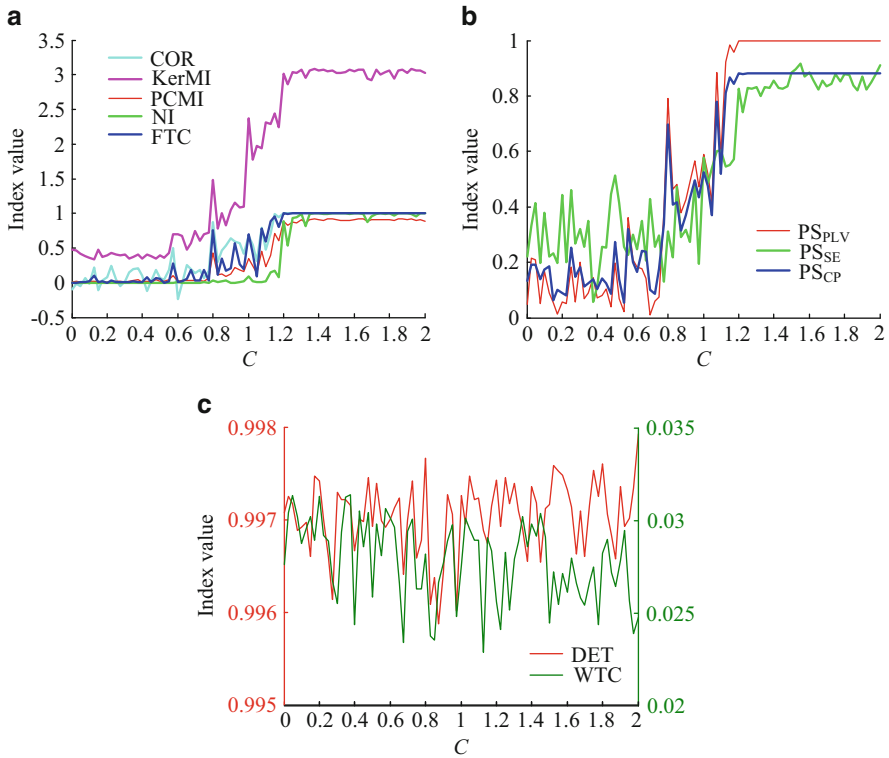 a
3.5
3
2.5
2
1.5
1
0.5
0
-0.5
Index value
COR
KerMI
PCMI
NI
FTC
0 0.2 0.4 0.6 0.8 1 1.2 1.4 1.6 1.8 2
C
b
1
0.8
0.6
0.4
0.2
0
Index value
PSPLV
PSSE
PSCP
0 0.2 0.4 0.6 0.8 1 1.2 1.4 1.6 1.8 2
C
c
0.998
0.997
0.996
0.995
Index value
0.035
0.03
0.025
0.02
DET
WTC
0 0.2 0.4 0.6 0.8 1 1.2 1.4 1.6 1.8 2
C